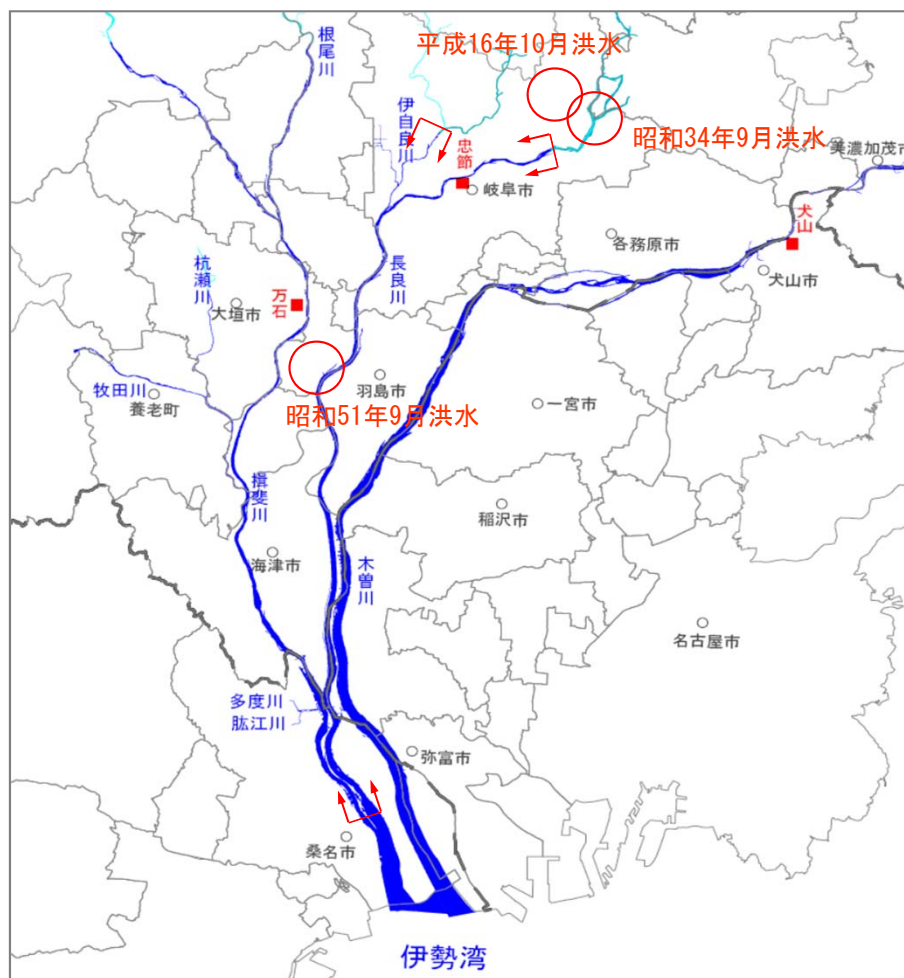 平成16年10月洪水
根尾川
伊自良川
昭和34年9月洪水
美濃加茂市
忠節
岐阜市
犬山
各務原市
犬山市
杭瀬川
長良川
万石
大垣市
羽島市
牧田川
養老町
一宮市
昭和51年9月洪水
揖斐川
稲沢市
海津市
木曽川
名古屋市
多度川
肱江川
弥富市
桑名市
伊勢湾